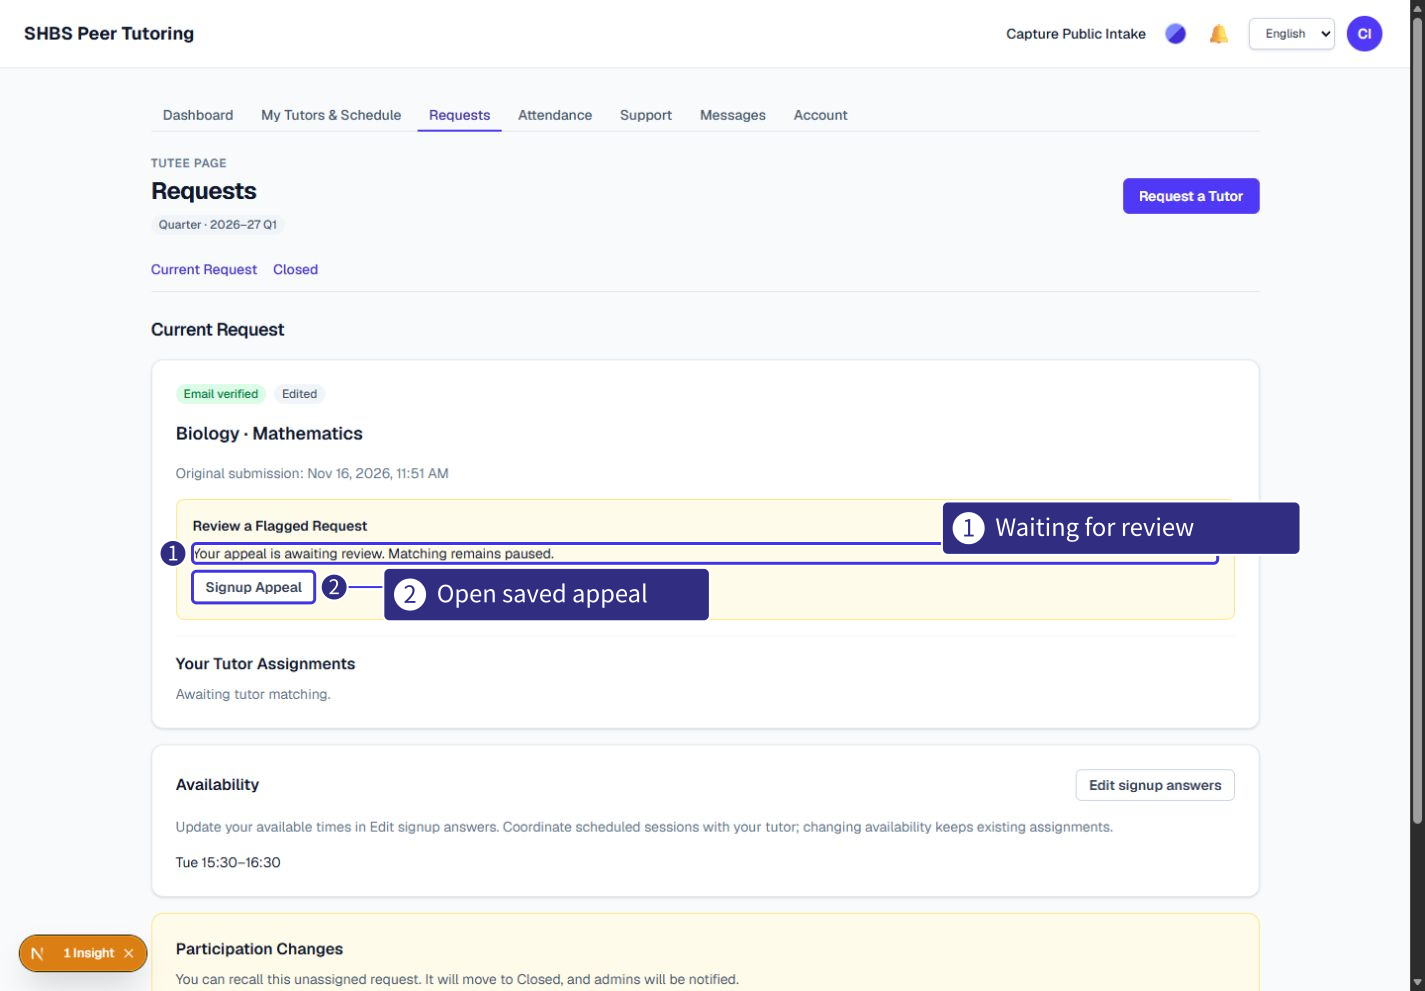 SHBS Peer Tutoring
Capture Public Intake
English
CI
Dashboard
My Tutors & Schedule
Requests
Attendance
Support
Messages
Account
TUTEE PAGE
Requests
Request a Tutor
Quarter · 2026–27 Q1
Current Request
Closed
Current Request
Email verified
Edited
Biology · Mathematics
Original submission: Nov 16, 2026, 11:51 AM
Review a Flagged Request
1 Waiting for review
1
Your appeal is awaiting review. Matching remains paused.
Signup Appeal
2
2 Open saved appeal
Your Tutor Assignments
Awaiting tutor matching.
Availability
Edit signup answers
Update your available times in Edit signup answers. Coordinate scheduled sessions with your tutor; changing availability keeps existing assignments.
Tue 15:30–16:30
Participation Changes
N 1 Insight ×
You can recall this unassigned request. It will move to Closed, and admins will be notified.